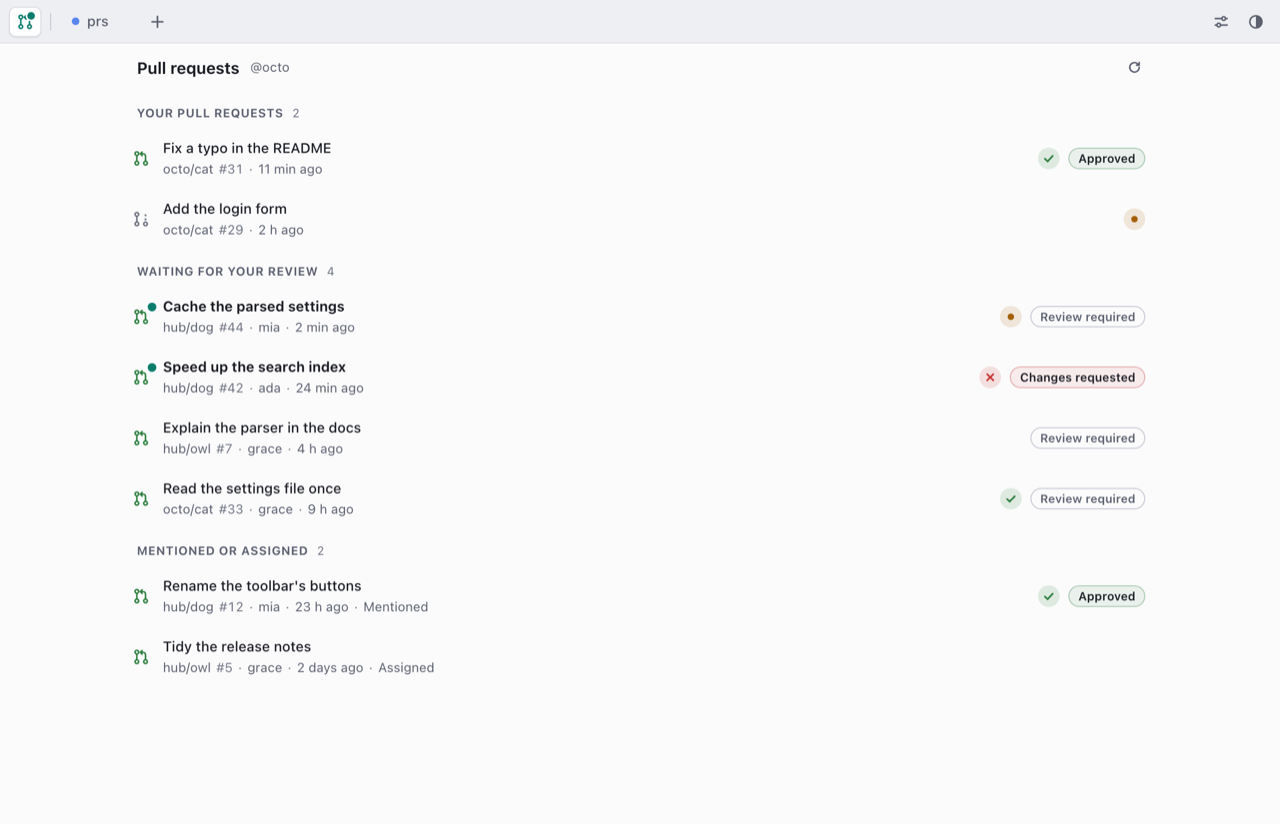 prs
Pull requests @octo
YOUR PULL REQUESTS 2
Fix a typo in the README
octo/cat #31 · 11 min ago
Approved
Add the login form
octo/cat #29 · 2 h ago
WAITING FOR YOUR REVIEW 4
Cache the parsed settings
hub/dog #44 · mia · 2 min ago
Review required
Speed up the search index
hub/dog #42 · ada · 24 min ago
Changes requested
Explain the parser in the docs
hub/owl #7 · grace · 4 h ago
Review required
Read the settings file once
octo/cat #33 · grace · 9 h ago
Review required
MENTIONED OR ASSIGNED 2
Rename the toolbar's buttons
hub/dog #12 · mia · 23 h ago · Mentioned
Approved
Tidy the release notes
hub/owl #5 · grace · 2 days ago · Assigned